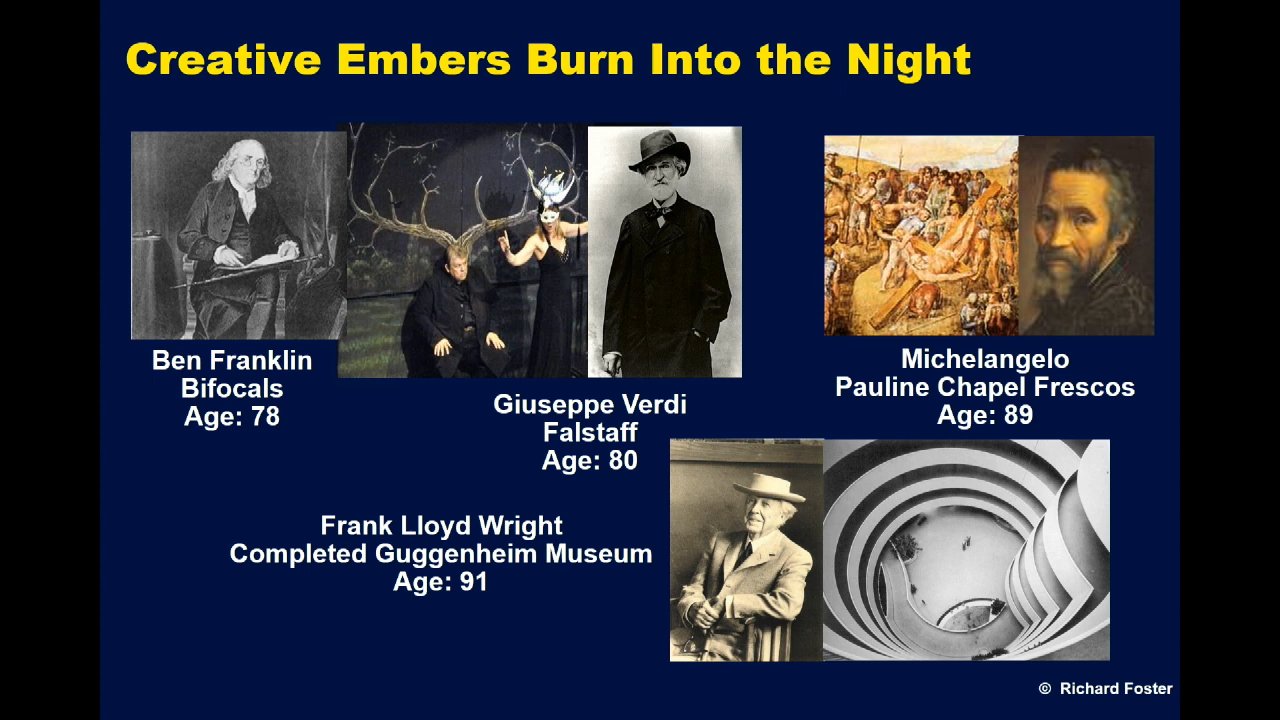 Creative Embers Burn Into the Night
Ben Franklin
Bifocals
Age: 78
Giuseppe Verdi
Falstaff
Age: 80
Michelangelo
Pauline Chapel Frescos
Age: 89
Frank Lloyd Wright
Completed Guggenheim Museum
Age: 91
© Richard Foster